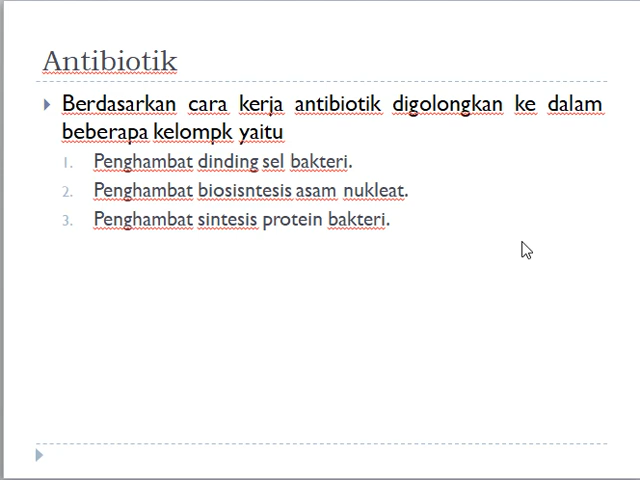 Antibiotik
Berdasarkan cara kerja antibiotik digolongkan ke dalam
beberapa kelompk yaitu
1. Penghambat dinding sel bakteri.
2. Penghambat biosisntesis asam nukleat.
3. Penghambat sintesis protein bakteri.